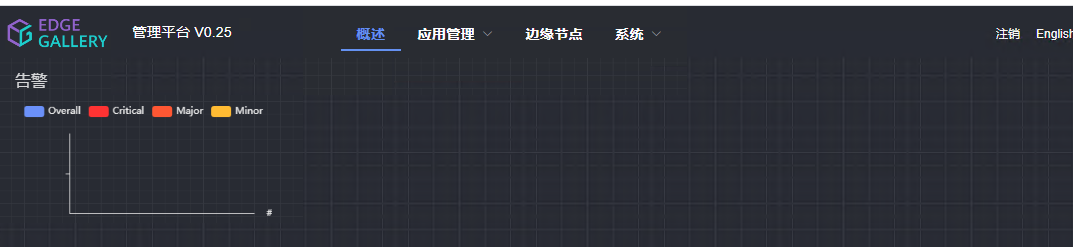 EDGE
GALLERY
管理平台 V0.25
概述 应用管理 边缘节点 系统
注销 English
告警
Overall Critical Major Minor
#